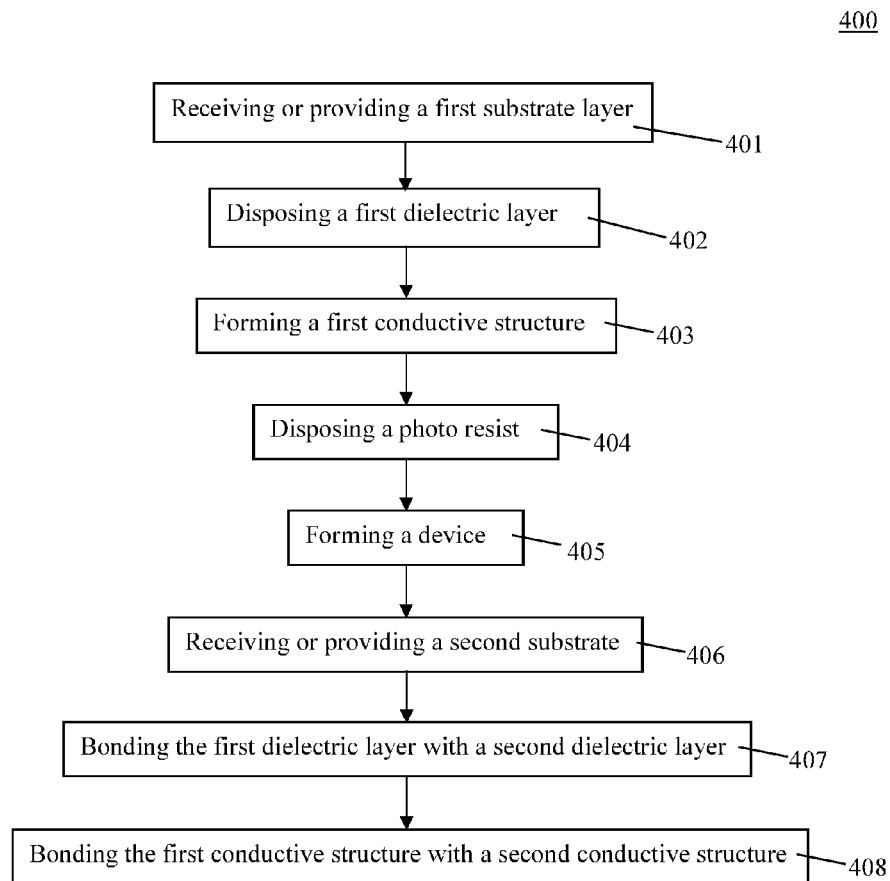 400
Receiving or providing a first substrate layer
401
Disposing a first dielectric layer
402
Forming a first conductive structure
403
Disposing a photo resist
404
Forming a device
405
Receiving or providing a second substrate
406
Bonding the first dielectric layer with a second dielectric layer
407
Bonding the first conductive structure with a second conductive structure
408